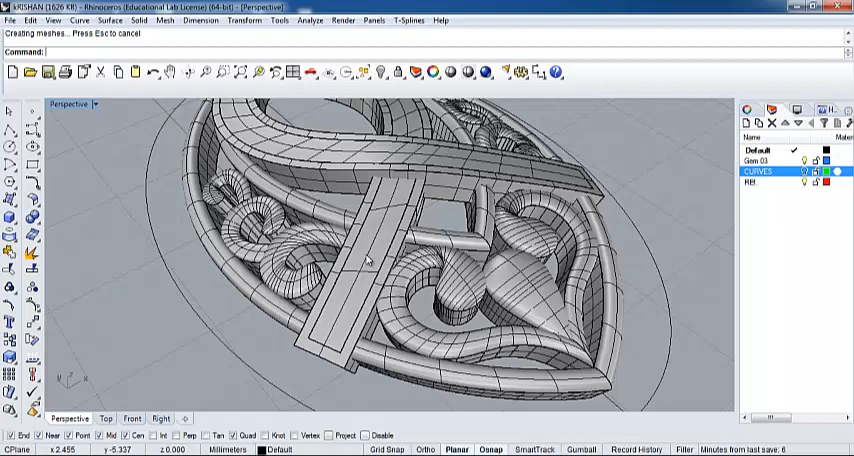 kRISHAN (1626 KB) - Rhinoceros (Educational Lab License) (64-bit) - [Perspective]
File Edit View Curve Surface Solid Mesh Dimension Transform Tools Analyze Render Panels T-Splines Help
Creating meshes... Press Esc to cancel
Command:
Perspective
Name Mater
Default
Gem 03
CURVES
z y x
Perspective Top Front Right
End Near Point Mid Cen Int Perp Tan Quad Knot Vertex Project Disable
CPlane x 2.455 y -5.337 z 0.000 Millimeters Default Grid Snap Ortho Planar Osnap SmartTrack Gumball Record History Filter Minutes from last save: 6